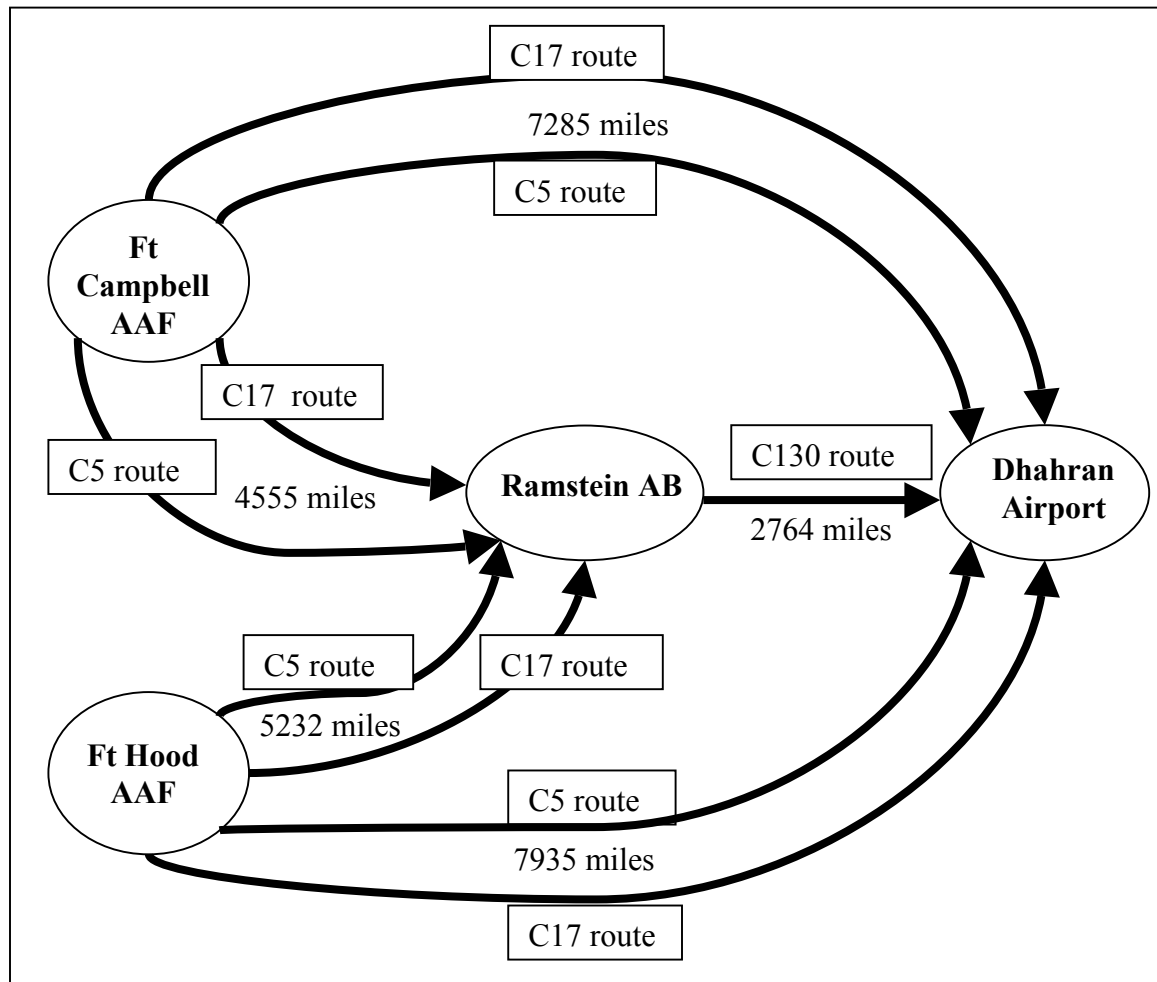 C17 route
7285 miles
C5 route
Ft
Campbell
AAF
C17 route
C5 route
4555 miles
Ramstein AB
C130 route
2764 miles
Dhahran
Airport
C5 route
C17 route
5232 miles
Ft Hood
AAF
C5 route
7935 miles
C17 route